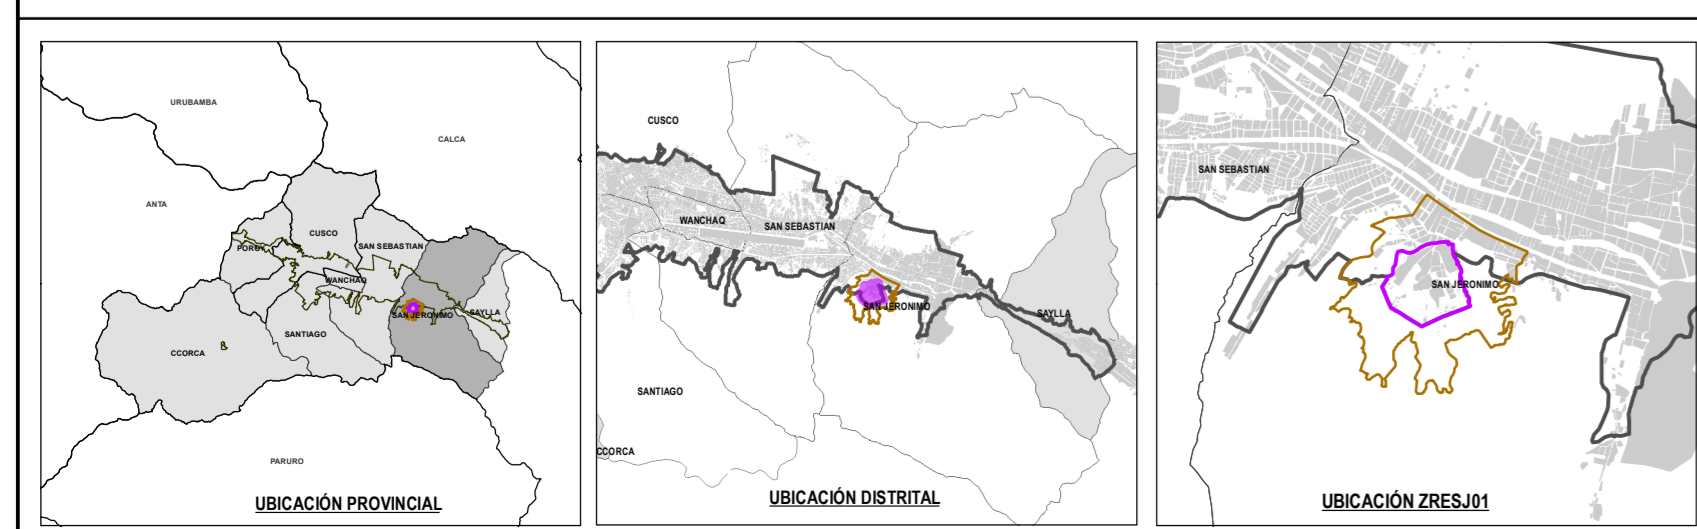 URUBAMBA
CALCA
ANTA
CUSCO
POROY
SAN SEBASTIAN
WANCHAQ
SAN JERONIMO
SAYLLA
SANTIAGO
CCORCA
PARURO
UBICACIÓN PROVINCIAL
CUSCO
WANCHAQ
SAN SEBASTIAN
SAN JERONIMO
SAYLLA
SANTIAGO
CCORCA
UBICACIÓN DISTRITAL
SAN SEBASTIAN
SAN JERONIMO
UBICACIÓN ZRESJ01